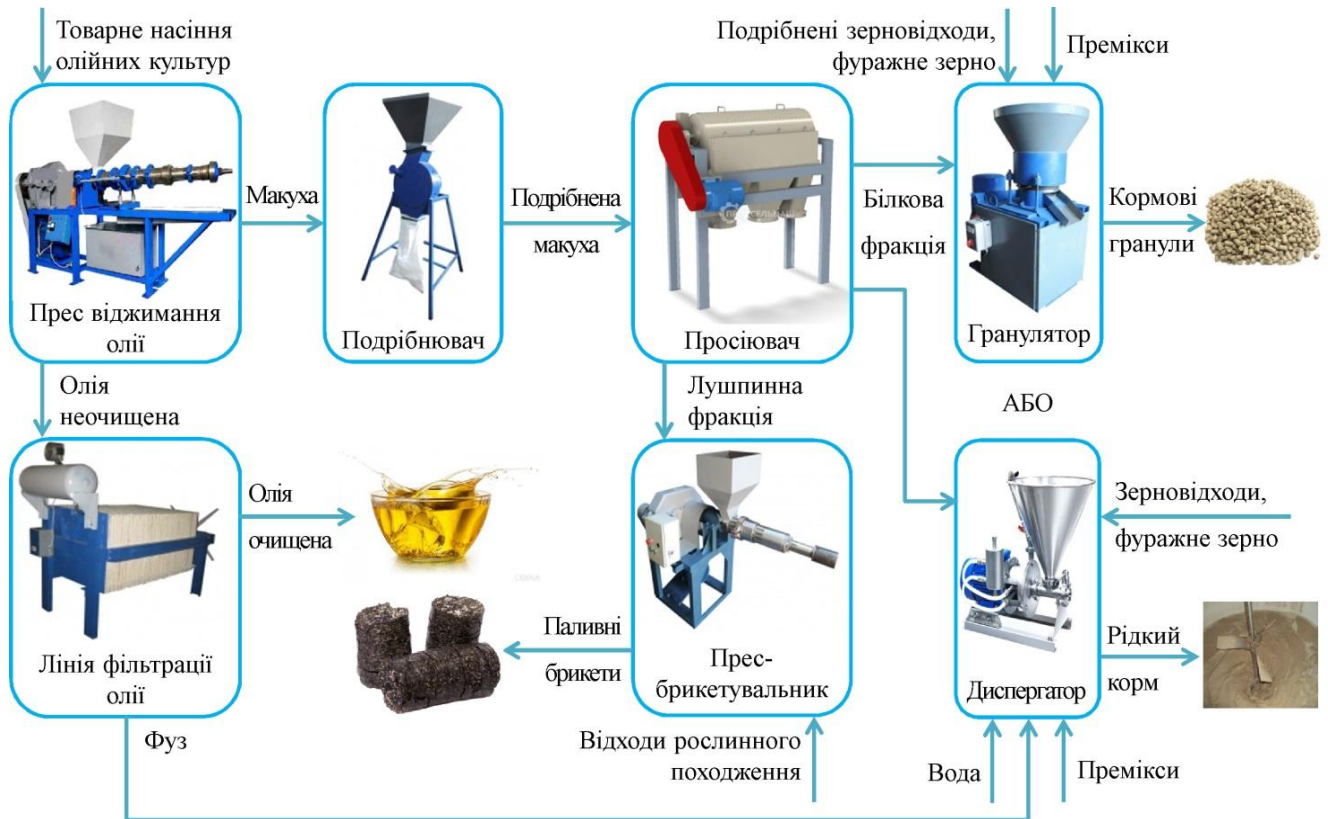 Товарне насіння
олійних культур
Подрібнені зерновідходи,
фуражне зерно
Премікси
Прес віджимання
олії
Макуха
Подрібнювач
Подрібнена
макуха
Просіювач
Білкова
фракція
Гранулятор
Кормові
гранули
Олія
неочищена
Лушпинна
фракція
АБО
Лінія фільтрації
олії
Олія
очищена
Паливні
брикети
Прес-
брикетувальник
Диспергатор
Зерновідходи,
фуражне зерно
Рідкий
корм
Фуз
Відходи рослинного
походження
Вода
Премікси